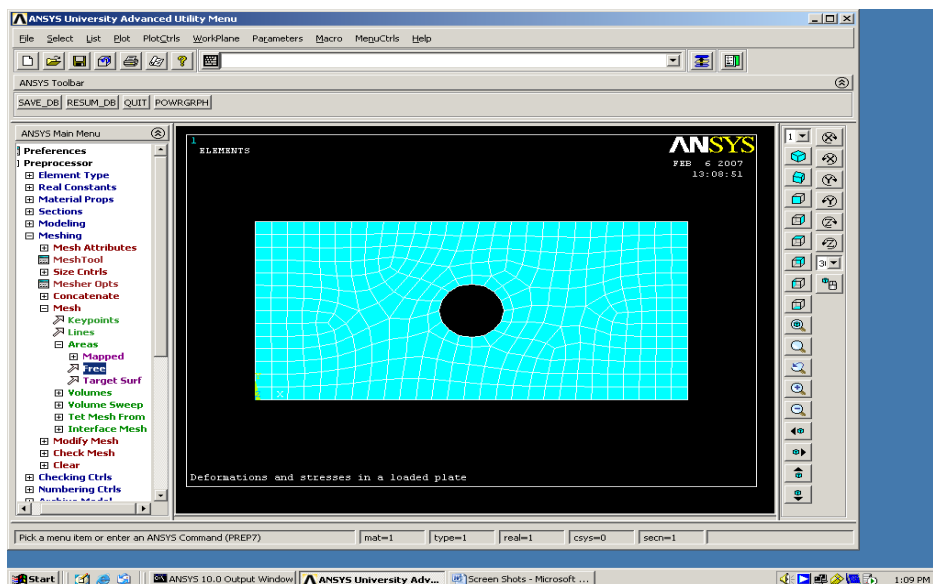 ANSYS University Advanced Utility Menu
File Select List Plot PlotCtrls WorkPlane Parameters Macro MenuCtrls Help
ANSYS Toolbar
SAVE_DB RESUM_DB QUIT POWRGRPH
ANSYS Main Menu
Preferences
Preprocessor
Element Type
Real Constants
Material Props
Sections
Modeling
Meshing
Mesh Attributes
MeshTool
Size Cntrls
Mesher Opts
Concatenate
Mesh
Keypoints
Lines
Areas
Mapped
Free
Target Surf
Volumes
Volume Sweep
Tet Mesh From
Interface Mesh
Modify Mesh
Check Mesh
Clear
Checking Ctrls
Numbering Ctrls
Archive Model
1
ELEMENTS
ANSYS
FEB 6 2007
13:08:51
X
Deformations and stresses in a loaded plate
1
X
X
Y
Y
Z
Z
Pick a menu item or enter an ANSYS Command (PREP7) mat=1 type=1 real=1 csys=0 secn=1
Start ANSYS 10.0 Output Window ANSYS University Adv... Screen Shots - Microsoft ... 1:09 PM